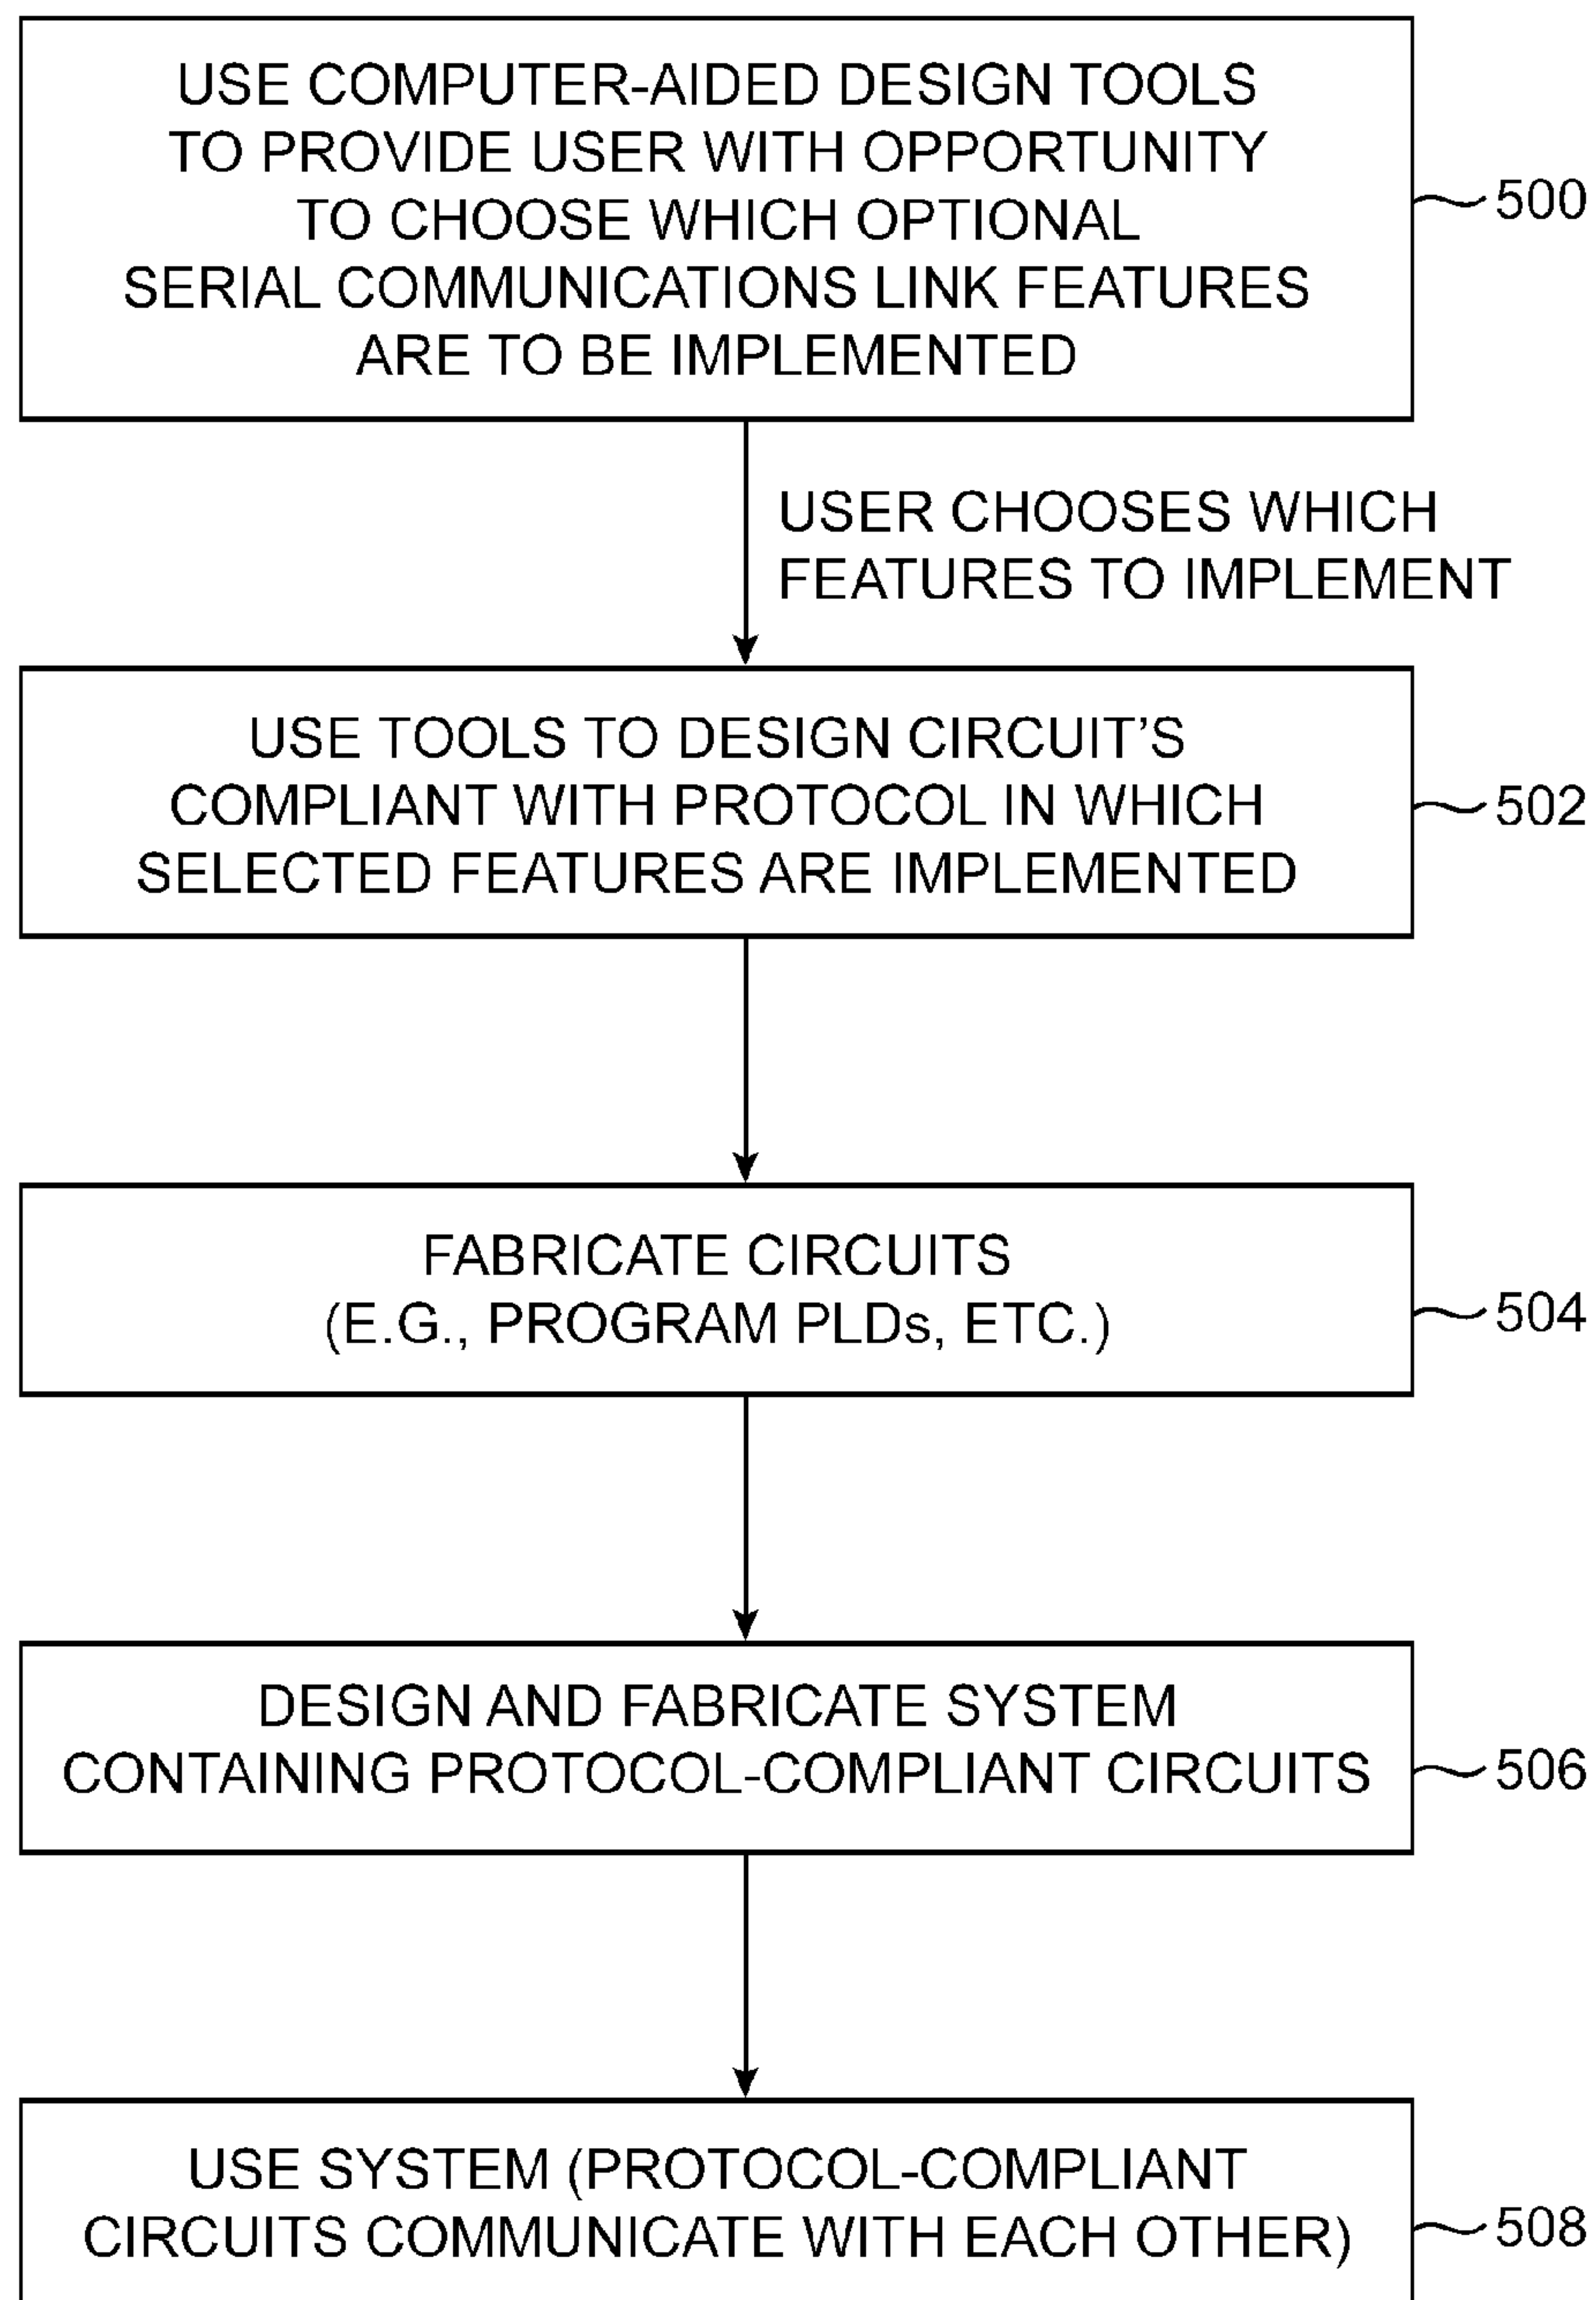 USE COMPUTER-AIDED DESIGN TOOLS
TO PROVIDE USER WITH OPPORTUNITY
TO CHOOSE WHICH OPTIONAL
SERIAL COMMUNICATIONS LINK FEATURES
ARE TO BE IMPLEMENTED
500
USER CHOOSES WHICH
FEATURES TO IMPLEMENT
USE TOOLS TO DESIGN CIRCUIT’S
COMPLIANT WITH PROTOCOL IN WHICH
SELECTED FEATURES ARE IMPLEMENTED
502
FABRICATE CIRCUITS
(E.G., PROGRAM PLDs, ETC.)
504
DESIGN AND FABRICATE SYSTEM
CONTAINING PROTOCOL-COMPLIANT CIRCUITS
506
USE SYSTEM (PROTOCOL-COMPLIANT
CIRCUITS COMMUNICATE WITH EACH OTHER)
508